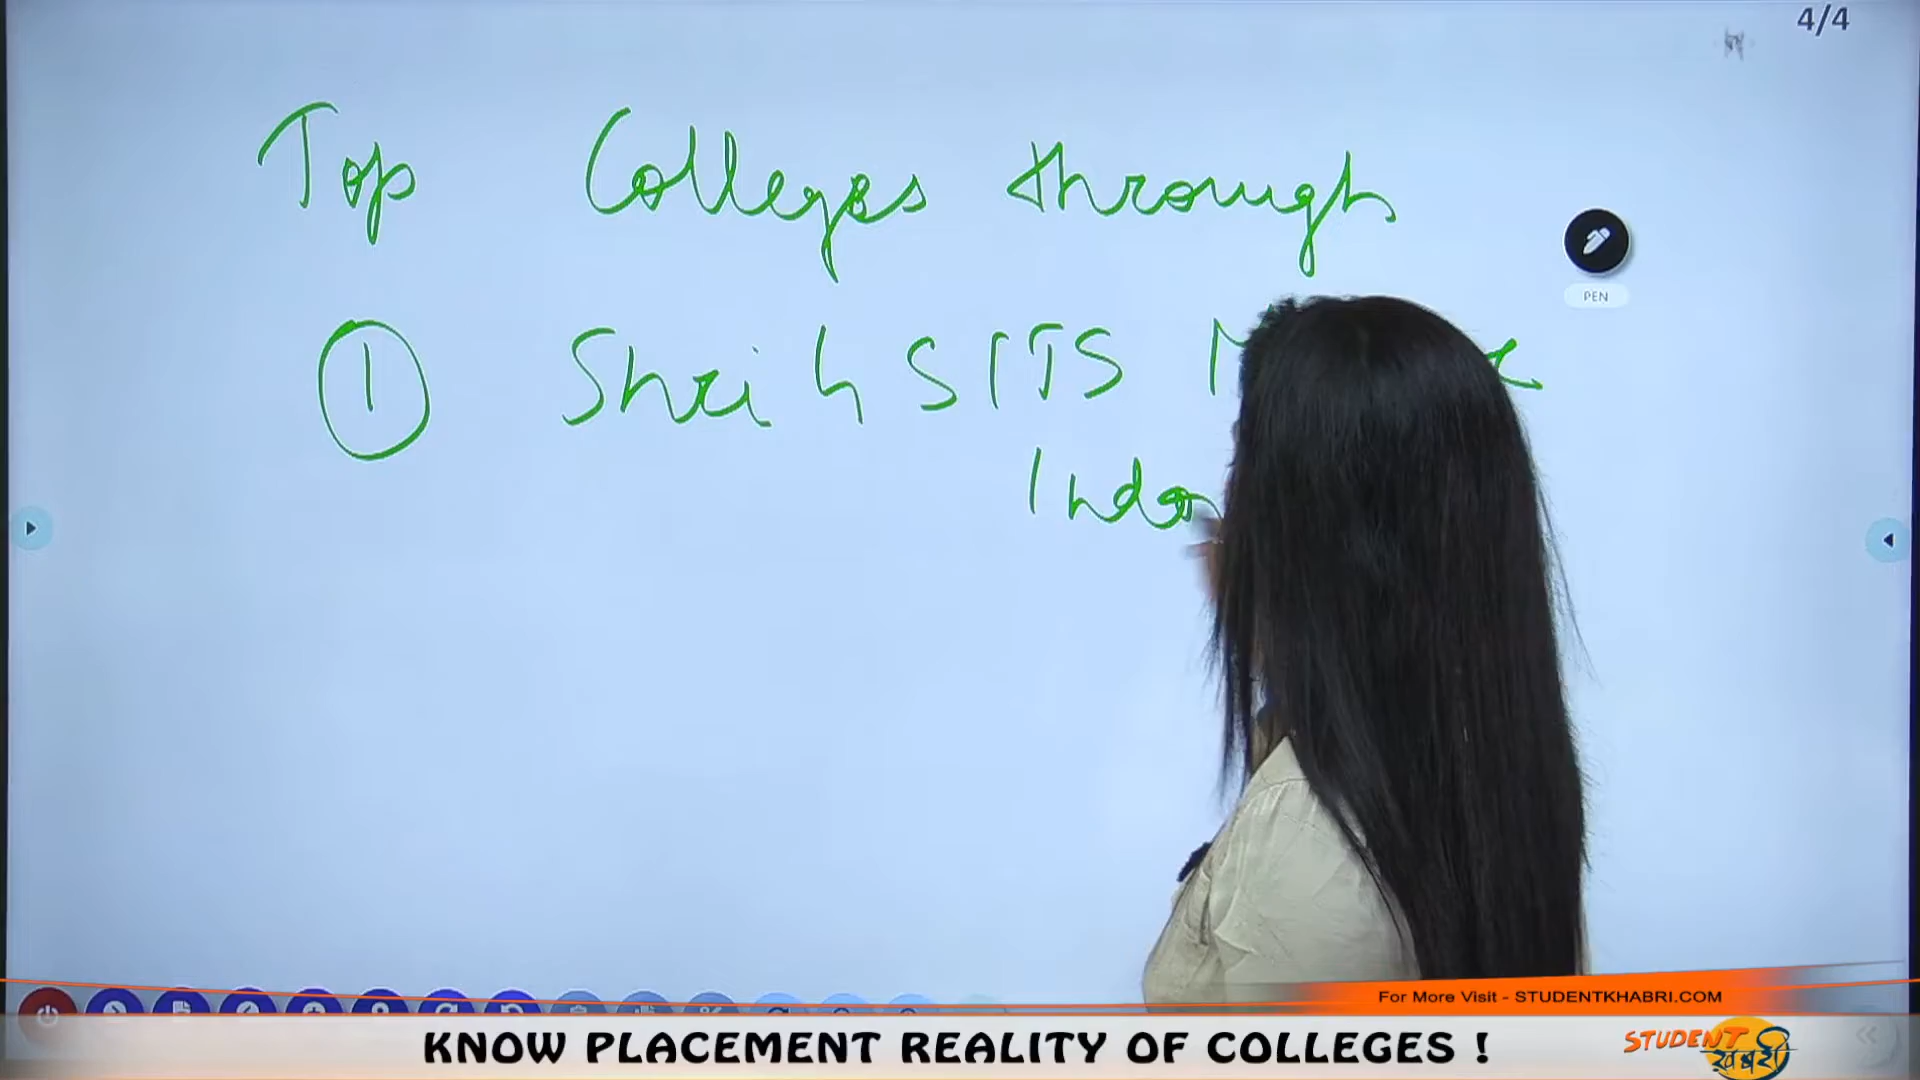 4/4
Top Colleges through
PEN
① Shri G S I T S
Indor
For More Visit - STUDENTKHABRI.COM
KNOW PLACEMENT REALITY OF COLLEGES !
STUDENT खबरी